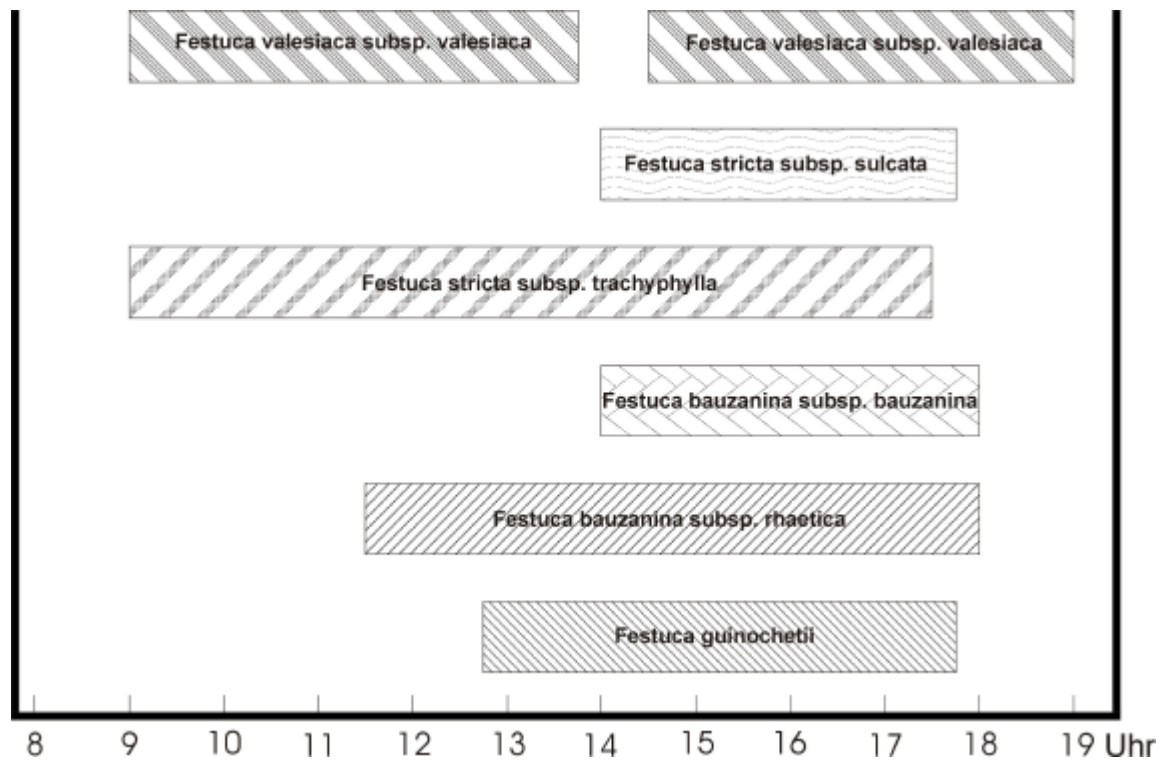 Festuca valesiaca subsp. valesiaca Festuca valesiaca subsp. valesiaca
Festuca stricta subsp. sulcata
Festuca stricta subsp. trachyphylla
Festuca bauzanina subsp. bauzanina
Festuca bauzanina subsp. rhaetica
Festuca guinochetii
8 9 10 11 12 13 14 15 16 17 18 19 Uhr